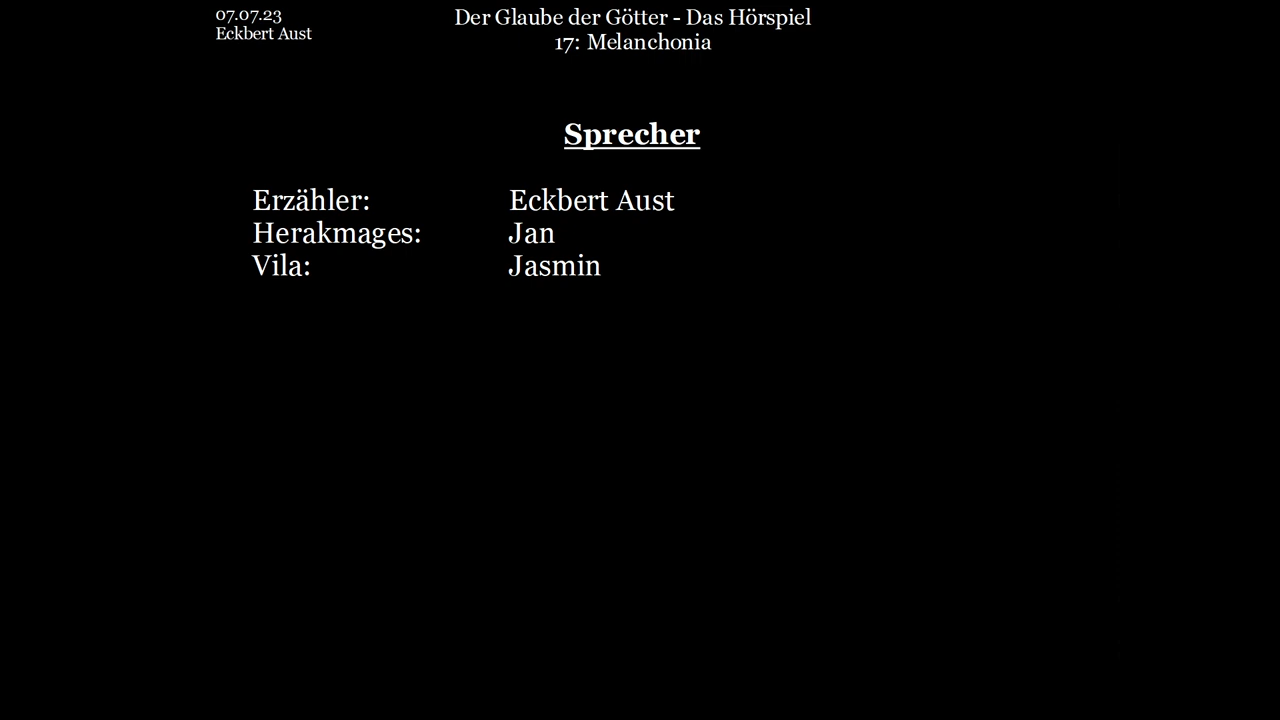 07.07.23
Eckbert Aust
Der Glaube der Götter - Das Hörspiel
17: Melanchonia
Sprecher
Erzähler: Eckbert Aust
Herakmages: Jan
Vila: Jasmin